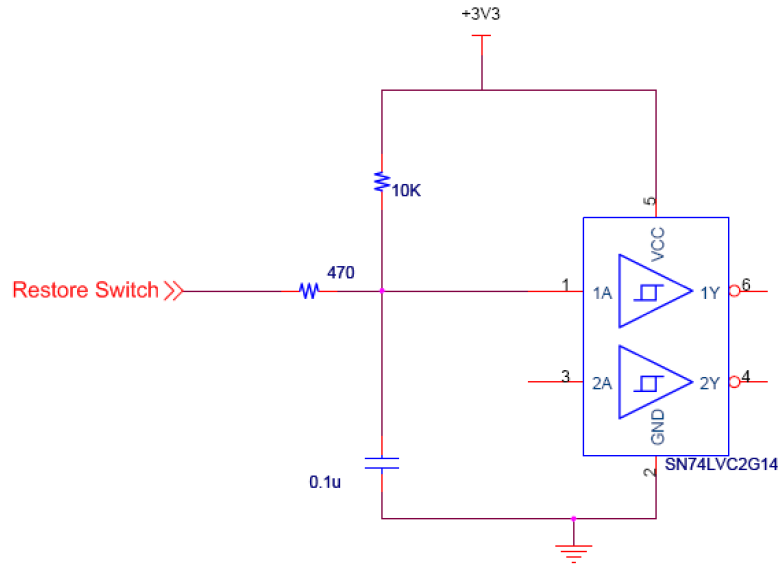 +3V3
10K
5
VCC
470
Restore Switch
1
1A
1Y
6
3
2A
2Y
4
GND
SN74LVC2G14
2
0.1u